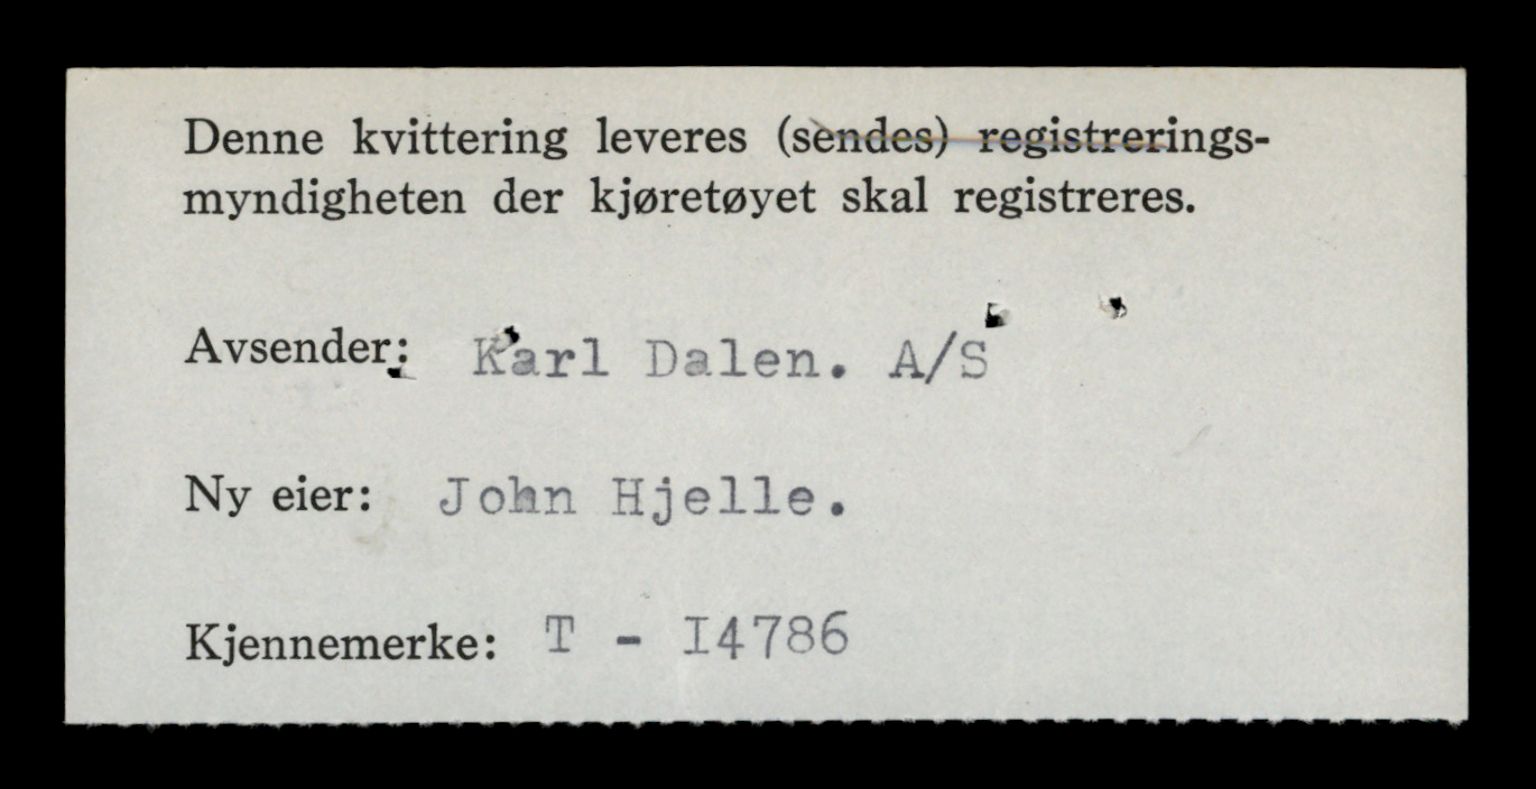 Denne kvittering leveres (sendes) registrerings-
myndigheten der kjøretøyet skal registreres.
Avsender: Karl Dalen. A/S
Ny eier: John Hjelle.
Kjennemerke: T - I4786